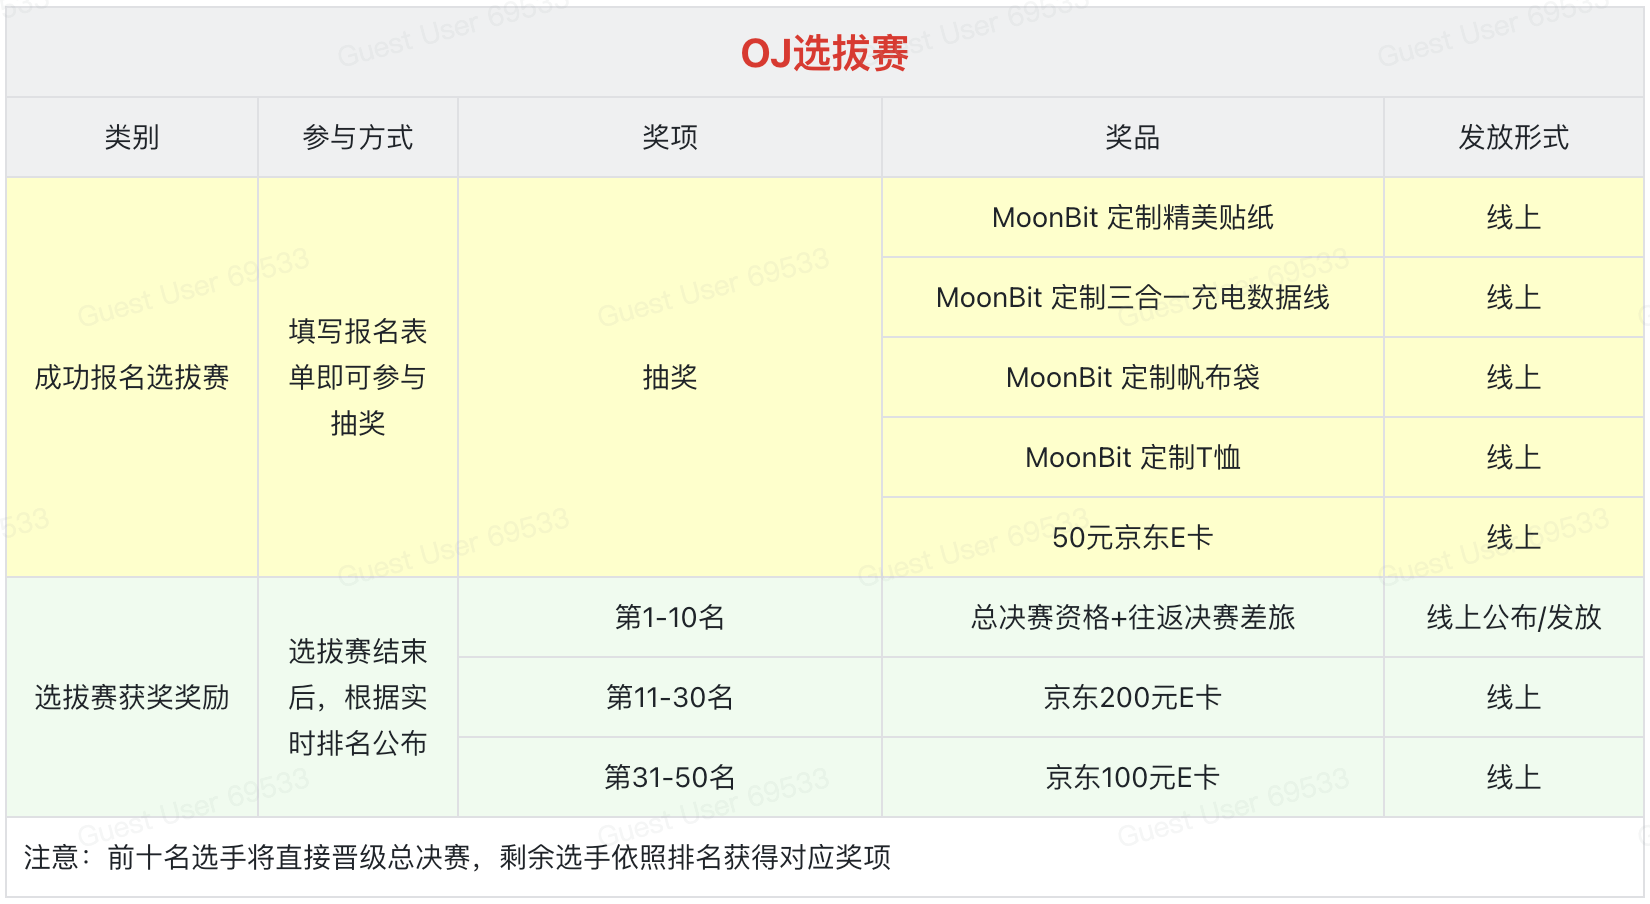 OJ选拔赛
类别 参与方式 奖项 奖品 发放形式
成功报名选拔赛
填写报名表
单即可参与
抽奖
抽奖
MoonBit 定制精美贴纸 线上
MoonBit 定制三合一充电数据线 线上
MoonBit 定制帆布袋 线上
MoonBit 定制T恤 线上
50元京东E卡 线上
选拔赛获奖奖励
选拔赛结束
后，根据实
时排名公布
第1-10名 总决赛资格+往返决赛差旅 线上公布/发放
第11-30名 京东200元E卡 线上
第31-50名 京东100元E卡 线上
注意：前十名选手将直接晋级总决赛，剩余选手依照排名获得对应奖项
Guest User 69533